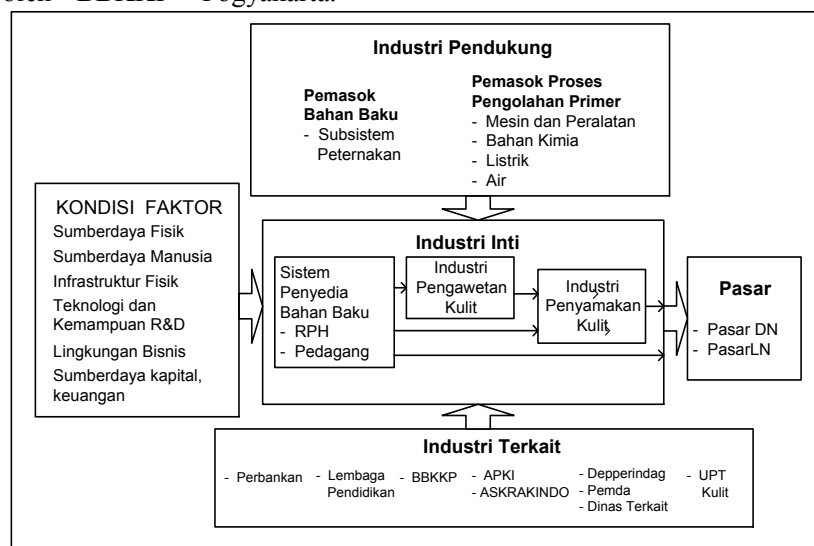 Industri Pendukung
Pemasok
Bahan Baku
- Subsistem
Peternakan
Pemasok Proses
Pengolahan Primer
- Mesin dan Peralatan
- Bahan Kimia
- Listrik
- Air
KONDISI FAKTOR
Sumberdaya Fisik
Sumberdaya Manusia
Infrastruktur Fisik
Teknologi dan
Kemampuan R&D
Lingkungan Bisnis
Sumberdaya kapital,
keuangan
Industri Inti
Sistem
Penyedia
Bahan Baku
- RPH
- Pedagang
Industri
Pengawetan
Kulit
Industri
Penyamakan
Kulit
Pasar
- Pasar DN
- PasarLN
Industri Terkait
- Perbankan
- Lembaga
Pendidikan
- BBKKP
- APKI
- ASKRAKINDO
- Depperindag
- Pemda
- Dinas Terkait
- UPT
Kulit